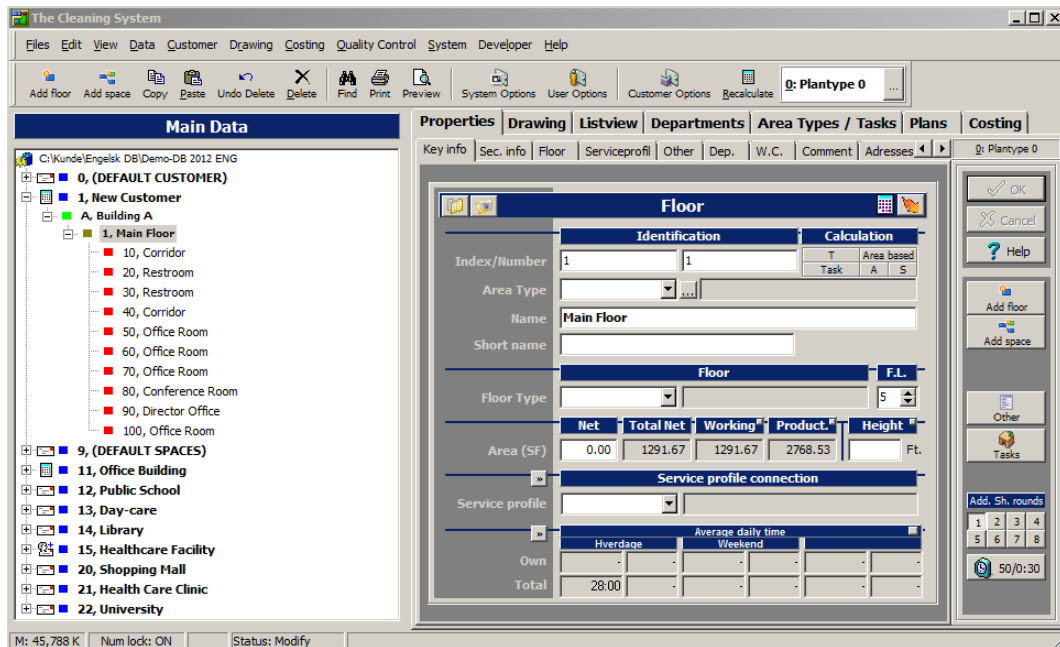 The Cleaning System
Files Edit View Data Customer Drawing Costing Quality Control System Developer Help
Add floor Add space Copy Paste Undo Delete Delete Find Print Preview System Options User Options Customer Options Recalculate 0: Plantype 0 ...
Main Data
C:\Kunde\Engelsk DB\Demo-DB 2012 ENG
0, (DEFAULT CUSTOMER)
1, New Customer
A, Building A
1, Main Floor
10, Corridor
20, Restroom
30, Restroom
40, Corridor
50, Office Room
60, Office Room
70, Office Room
80, Conference Room
90, Director Office
100, Office Room
9, (DEFAULT SPACES)
11, Office Building
12, Public School
13, Day-care
14, Library
15, Healthcare Facility
20, Shopping Mall
21, Health Care Clinic
22, University
Properties Drawing Listview Departments Area Types / Tasks Plans Costing
Key info Sec. info Floor Serviceprofil Other Dep. W.C. Comment Adresses 0: Plantype 0
Floor
Identification Calculation
Index/Number 1 1 T Area based
Task A S
Area Type ...
Name Main Floor
Short name
Floor F.L.
Floor Type 5
Net Total Net Working Product. Height
Area (SF) 0.00 1291.67 1291.67 2768.53 Ft.
» Service profile connection
Service profile
» Average daily time
Hverdage Weekend
Own - - - - - -
Total 28:00 - - - - -
OK
Cancel
? Help
Add floor
Add space
Other
Tasks
Add. Sh. rounds
1 2 3 4
5 6 7 8
50/0:30
M: 45,788 K Num lock: ON Status: Modify